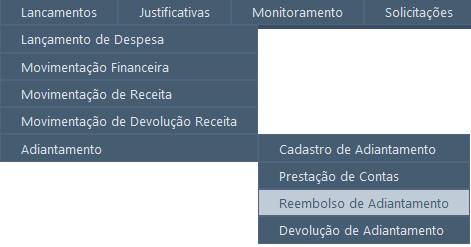 Lancamentos Justificativas Monitoramento Solicitações
Lançamento de Despesa
Movimentação Financeira
Movimentação de Receita
Movimentação de Devolução Receita
Adiantamento Cadastro de Adiantamento
Prestação de Contas
Reembolso de Adiantamento
Devolução de Adiantamento